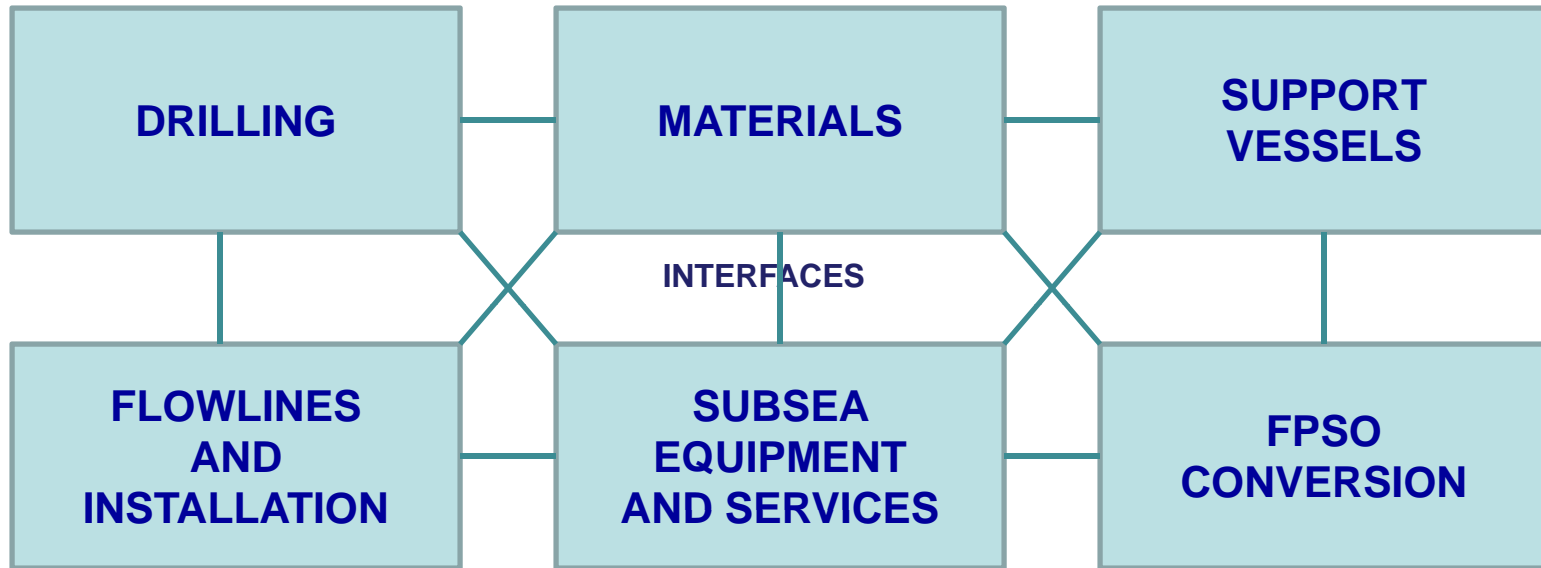 DRILLING
MATERIALS
SUPPORT
VESSELS
INTERFACES
FLOWLINES
AND
INSTALLATION
SUBSEA
EQUIPMENT
AND SERVICES
FPSO
CONVERSION